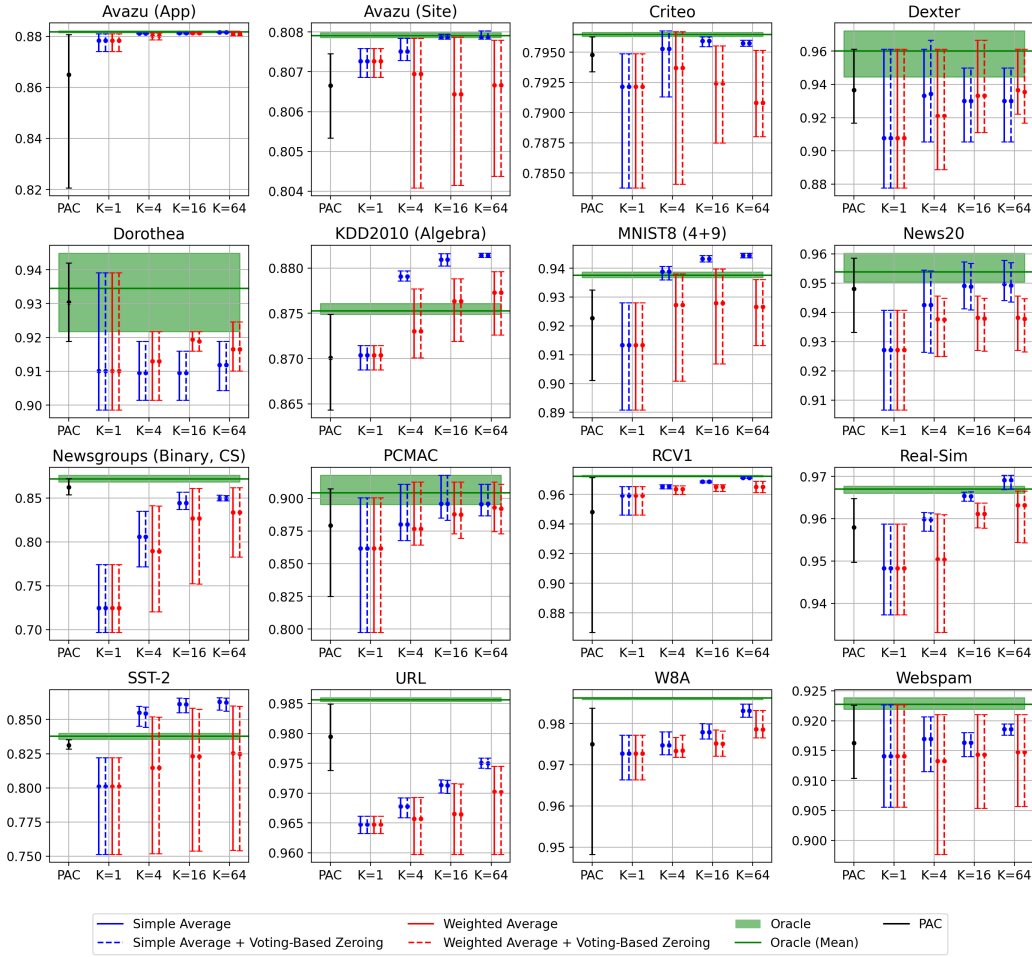 Avazu (App)
0.88
0.86
0.84
0.82
PAC K=1 K=4 K=16 K=64
Avazu (Site)
0.808
0.807
0.806
0.805
0.804
PAC K=1 K=4 K=16 K=64
Criteo
0.7950
0.7925
0.7900
0.7875
0.7850
PAC K=1 K=4 K=16 K=64
Dexter
0.96
0.94
0.92
0.90
0.88
PAC K=1 K=4 K=16 K=64
Dorothea
0.94
0.93
0.92
0.91
0.90
PAC K=1 K=4 K=16 K=64
KDD2010 (Algebra)
0.880
0.875
0.870
0.865
PAC K=1 K=4 K=16 K=64
MNIST8 (4+9)
0.94
0.93
0.92
0.91
0.90
0.89
PAC K=1 K=4 K=16 K=64
News20
0.96
0.95
0.94
0.93
0.92
0.91
PAC K=1 K=4 K=16 K=64
Newsgroups (Binary, CS)
0.85
0.80
0.75
0.70
PAC K=1 K=4 K=16 K=64
PCMAC
0.900
0.875
0.850
0.825
0.800
PAC K=1 K=4 K=16 K=64
RCV1
0.96
0.94
0.92
0.90
0.88
PAC K=1 K=4 K=16 K=64
Real-Sim
0.97
0.96
0.95
0.94
PAC K=1 K=4 K=16 K=64
SST-2
0.850
0.825
0.800
0.775
0.750
PAC K=1 K=4 K=16 K=64
URL
0.985
0.980
0.975
0.970
0.965
0.960
PAC K=1 K=4 K=16 K=64
W8A
0.98
0.97
0.96
0.95
PAC K=1 K=4 K=16 K=64
Webspam
0.925
0.920
0.915
0.910
0.905
0.900
PAC K=1 K=4 K=16 K=64
Simple Average
Simple Average + Voting-Based Zeroing
Weighted Average
Weighted Average + Voting-Based Zeroing
Oracle
Oracle (Mean)
PAC